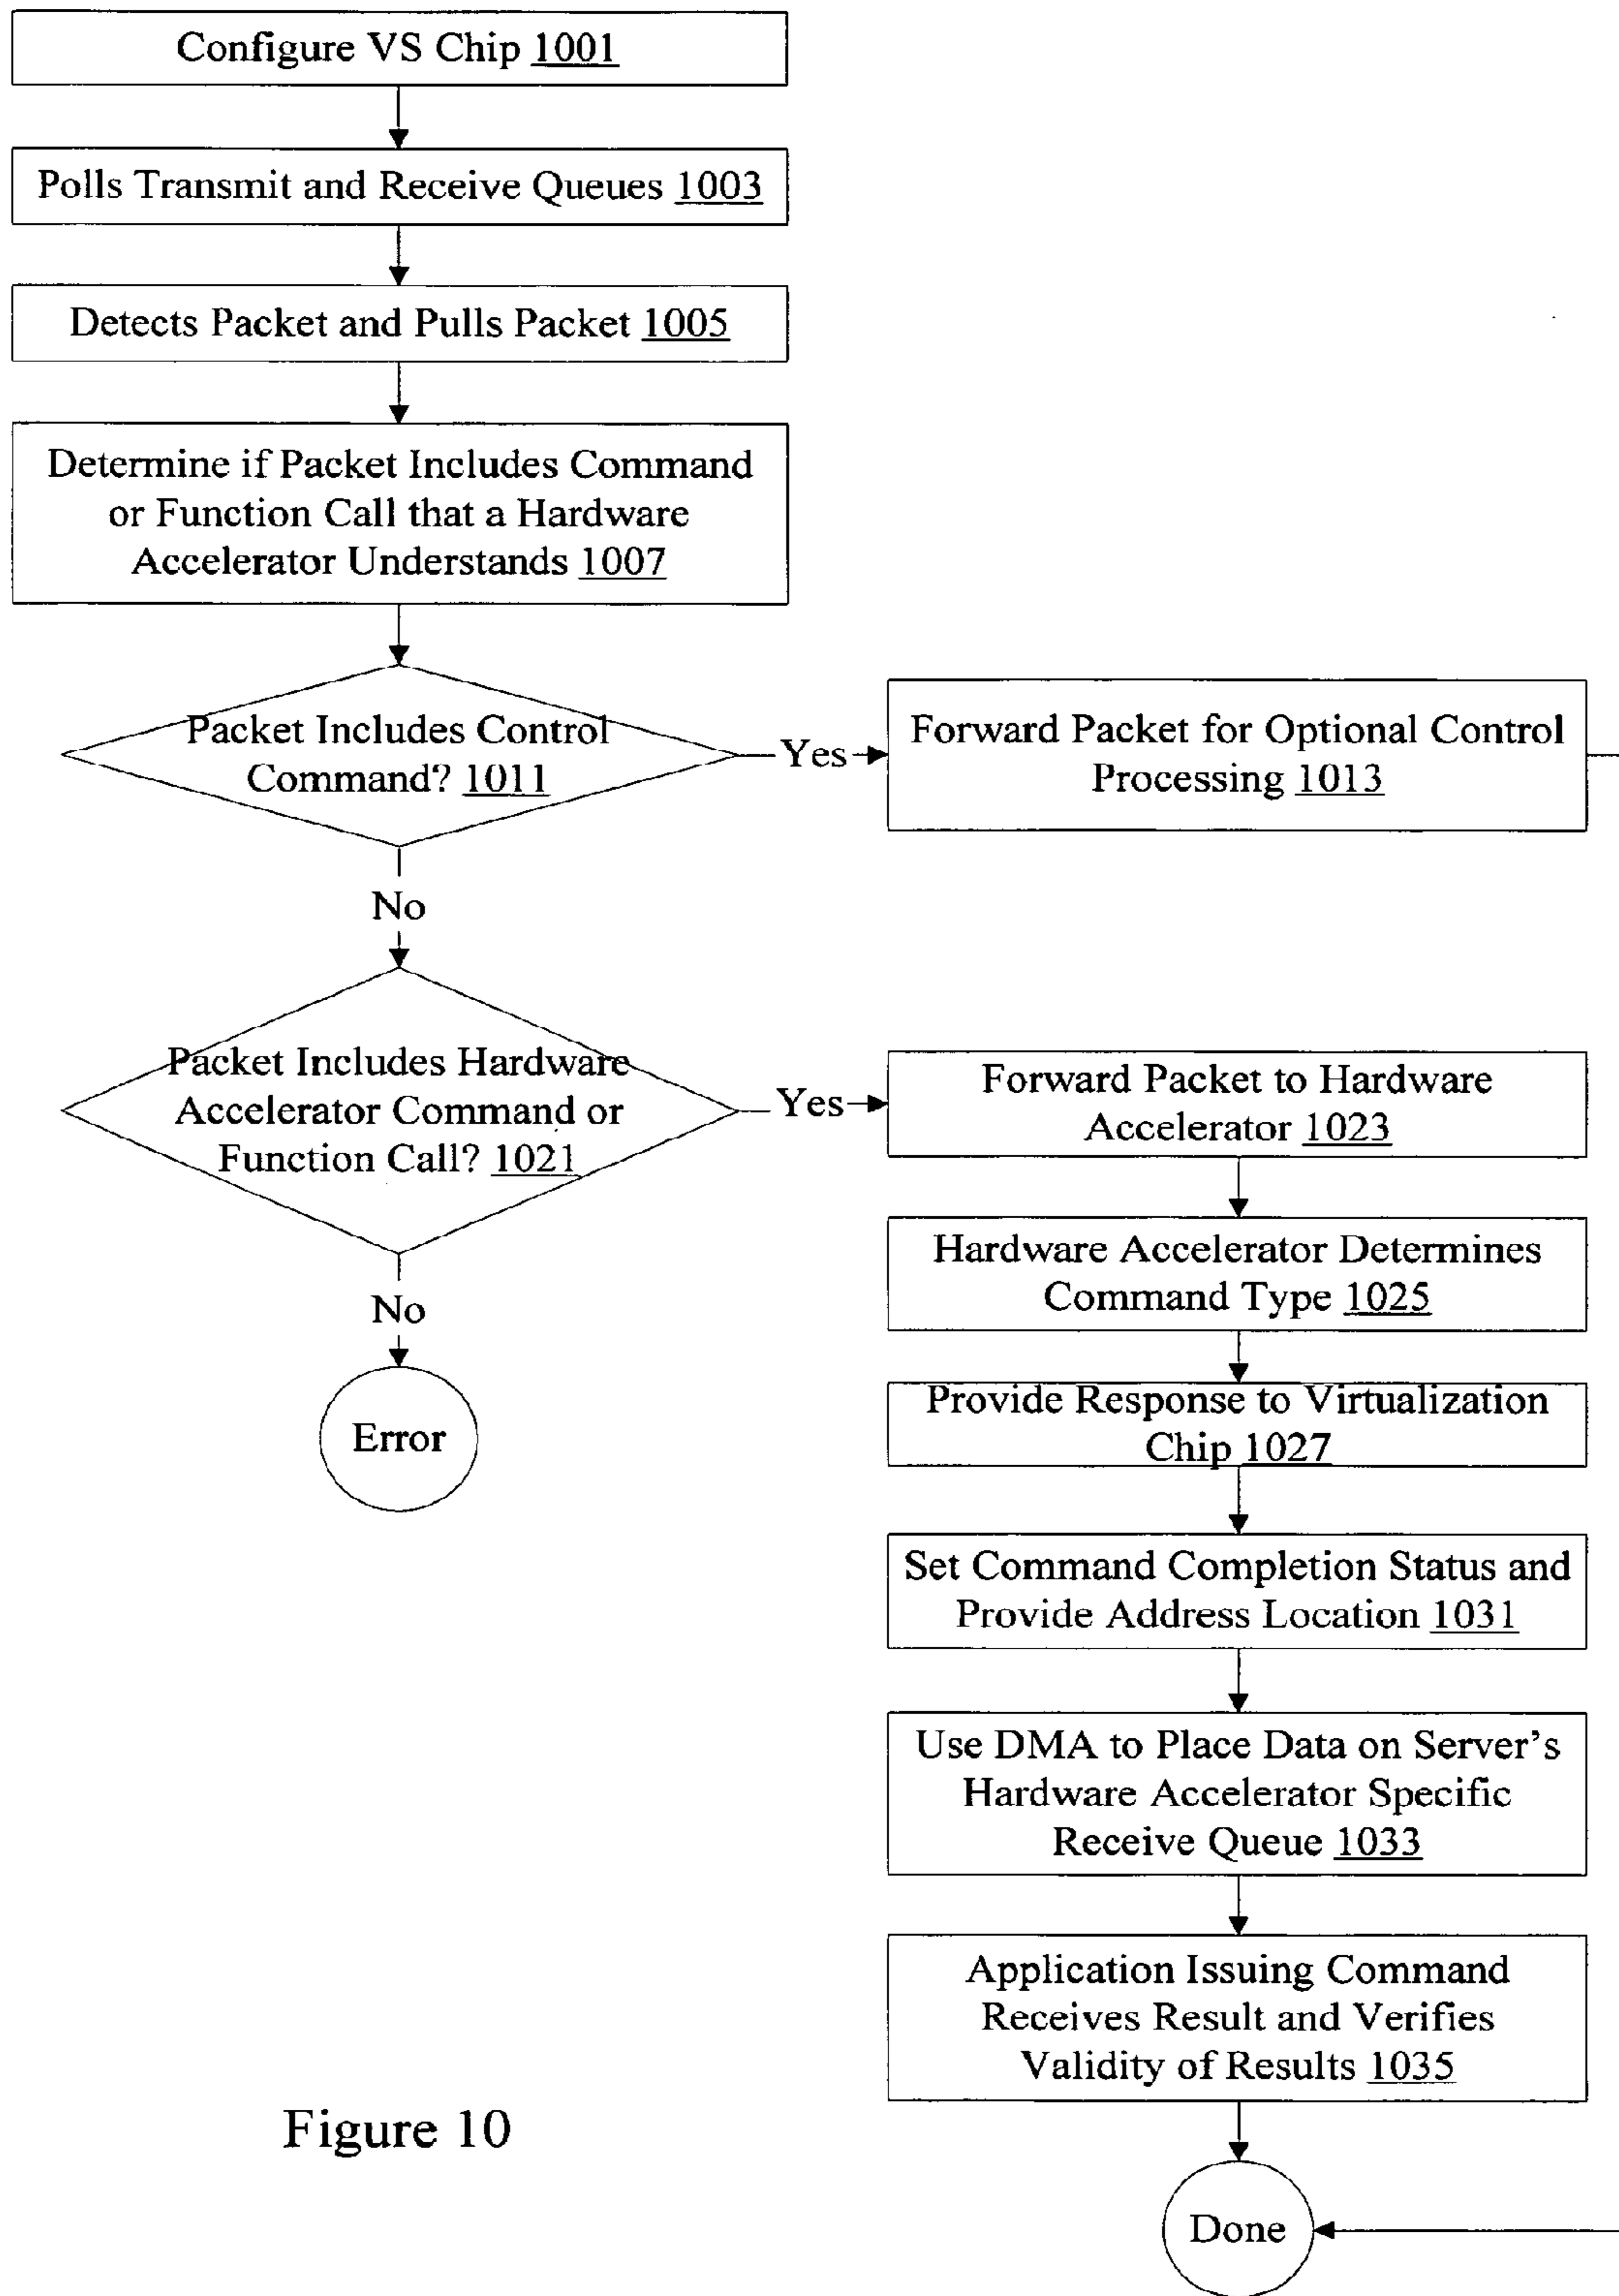 Configure VS Chip 1001
Polls Transmit and Receive Queues 1003
Detects Packet and Pulls Packet 1005
Determine if Packet Includes Command
or Function Call that a Hardware
Accelerator Understands 1007
Packet Includes Control
Command? 1011
Yes
Forward Packet for Optional Control
Processing 1013
No
Packet Includes Hardware
Accelerator Command or
Function Call? 1021
Yes
Forward Packet to Hardware
Accelerator 1023
Hardware Accelerator Determines
Command Type 1025
No
Error
Provide Response to Virtualization
Chip 1027
Set Command Completion Status and
Provide Address Location 1031
Use DMA to Place Data on Server's
Hardware Accelerator Specific
Receive Queue 1033
Application Issuing Command
Receives Result and Verifies
Validity of Results 1035
Figure 10
Done